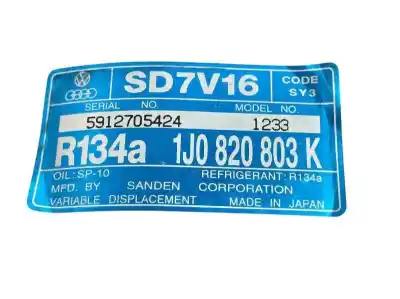 SD7V16 CODE
SY3
SERIAL NO. MODEL NO.
5912705424 1233
R134a 1J0 820 803 K
OIL:SP-10 REFRIGERANT:R134a
MFD. BY SANDEN CORPORATION
VARIABLE DISPLACEMENT MADE IN JAPAN